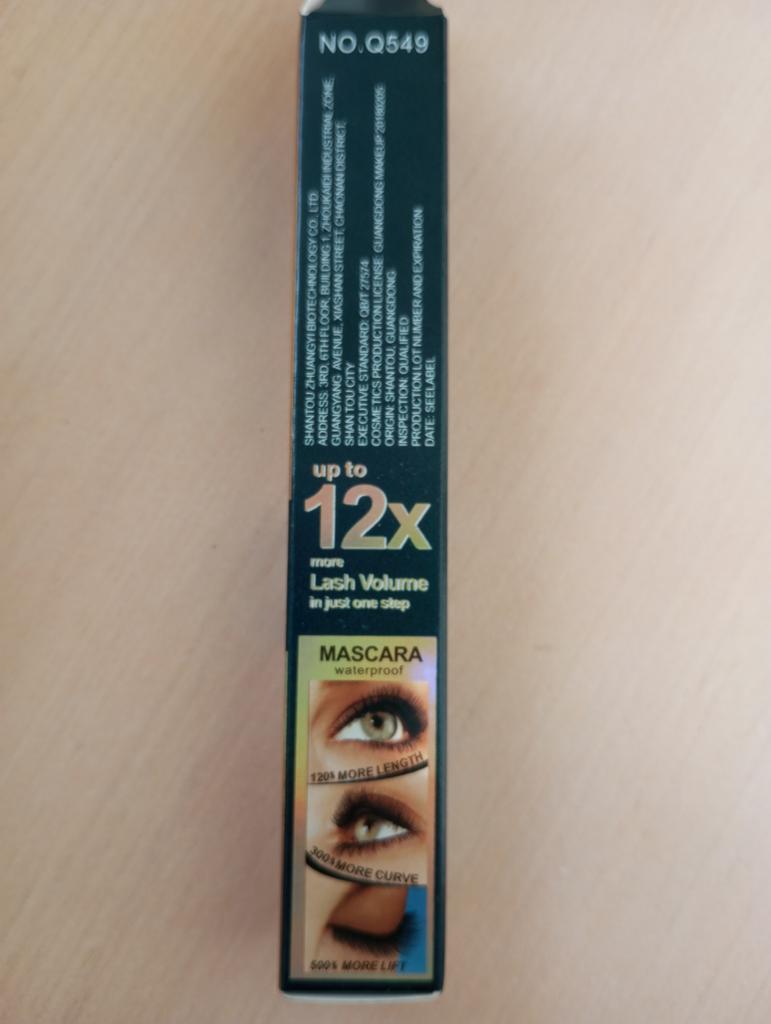 NO.Q549
SHANTOU ZHUANGYI BIOTECHNOLOGY CO., LTD.
ADDRESS: 3RD, 6TH FLOOR, BUILDING 1, ZHOUKAIDI INDUSTRIAL ZONE,
GUANGYANG AVENUE, XIASHAN STREET, CHAONAN DISTRICT,
SHAN TOU CITY
EXECUTIVE STANDARD: QB/T 27574
COSMETICS PRODUCTION LICENSE: GUANGDONG MAKEUP 20180205
ORIGIN: SHANTOU, GUANGDONG
INSPECTION: QUALIFIED
PRODUCTION LOT NUMBER AND EXPIRATION
DATE: SEELABEL
up to
12x
more
Lash Volume
in just one step
MASCARA
waterproof
120% MORE LENGTH
300% MORE CURVE
500% MORE LIFT